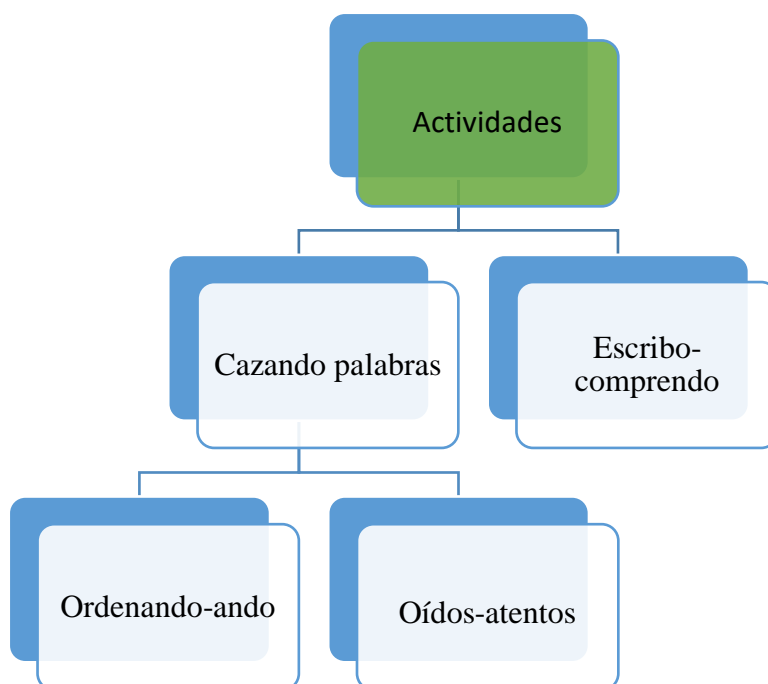 Actividades
Cazando palabras
Escribo-
comprendo
Ordenando-ando
Oídos-atentos